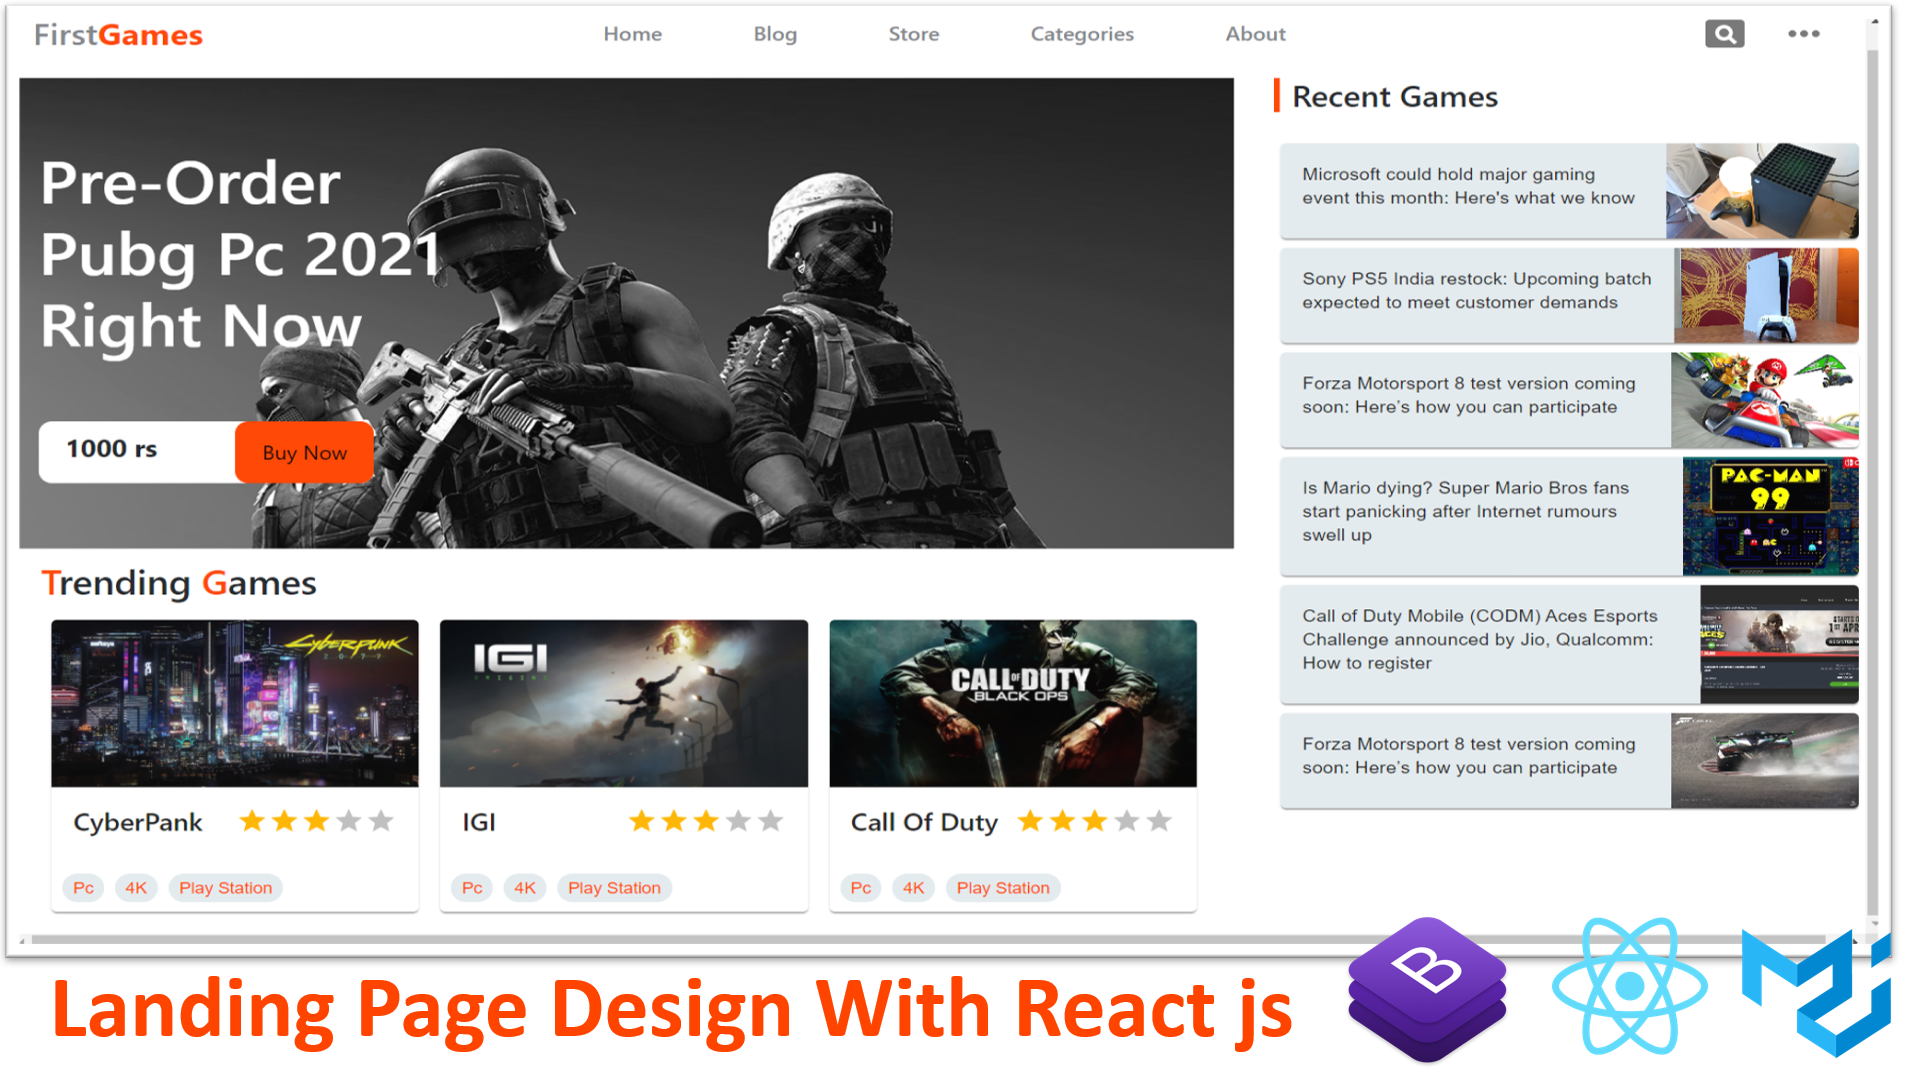 FirstGames
Home
Blog
Store
Categories
About
Pre-Order
Pubg Pc 2021
Right Now
1000 rs
Buy Now
Recent Games
Microsoft could hold major gaming
event this month: Here's what we know
Sony PS5 India restock: Upcoming batch
expected to meet customer demands
Forza Motorsport 8 test version coming
soon: Here's how you can participate
Is Mario dying? Super Mario Bros fans
start panicking after Internet rumours
swell up
PAC-MAN
99
Call of Duty Mobile (CODM) Aces Esports
Challenge announced by Jio, Qualcomm:
How to register
Forza Motorsport 8 test version coming
soon: Here's how you can participate
Trending Games
CYBERPUNK
2077
CyberPank
Pc
4K
Play Station
IGI
ORIGINS
IGI
Pc
4K
Play Station
CALL OF DUTY
BLACK OPS
Call Of Duty
Pc
4K
Play Station
Landing Page Design With React js
B